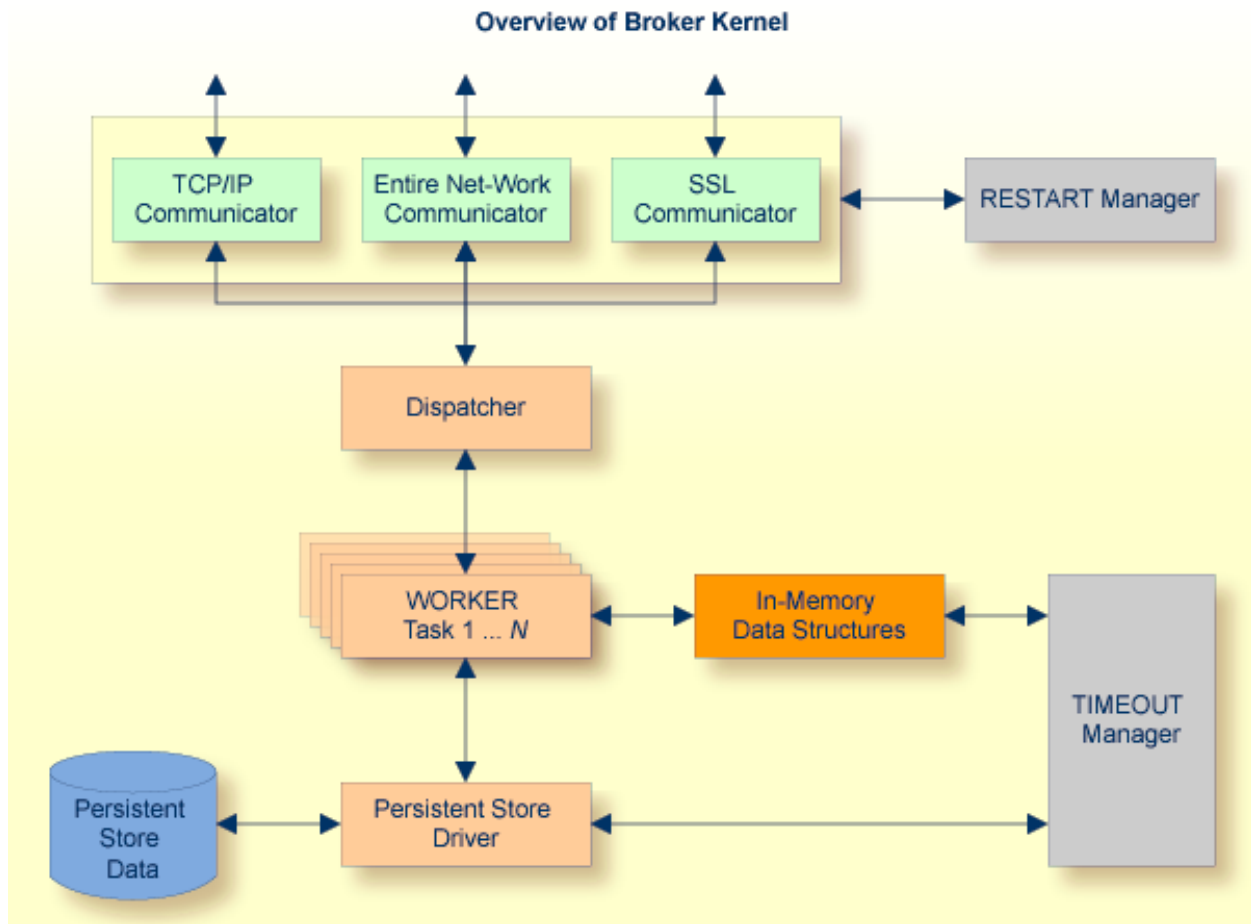 Overview of Broker Kernel
TCP/IP
Communicator
Entire Net-Work
Communicator
SSL
Communicator
RESTART Manager
Dispatcher
WORKER
Task 1 ... N
In-Memory
Data Structures
TIMEOUT
Manager
Persistent
Store
Data
Persistent Store
Driver